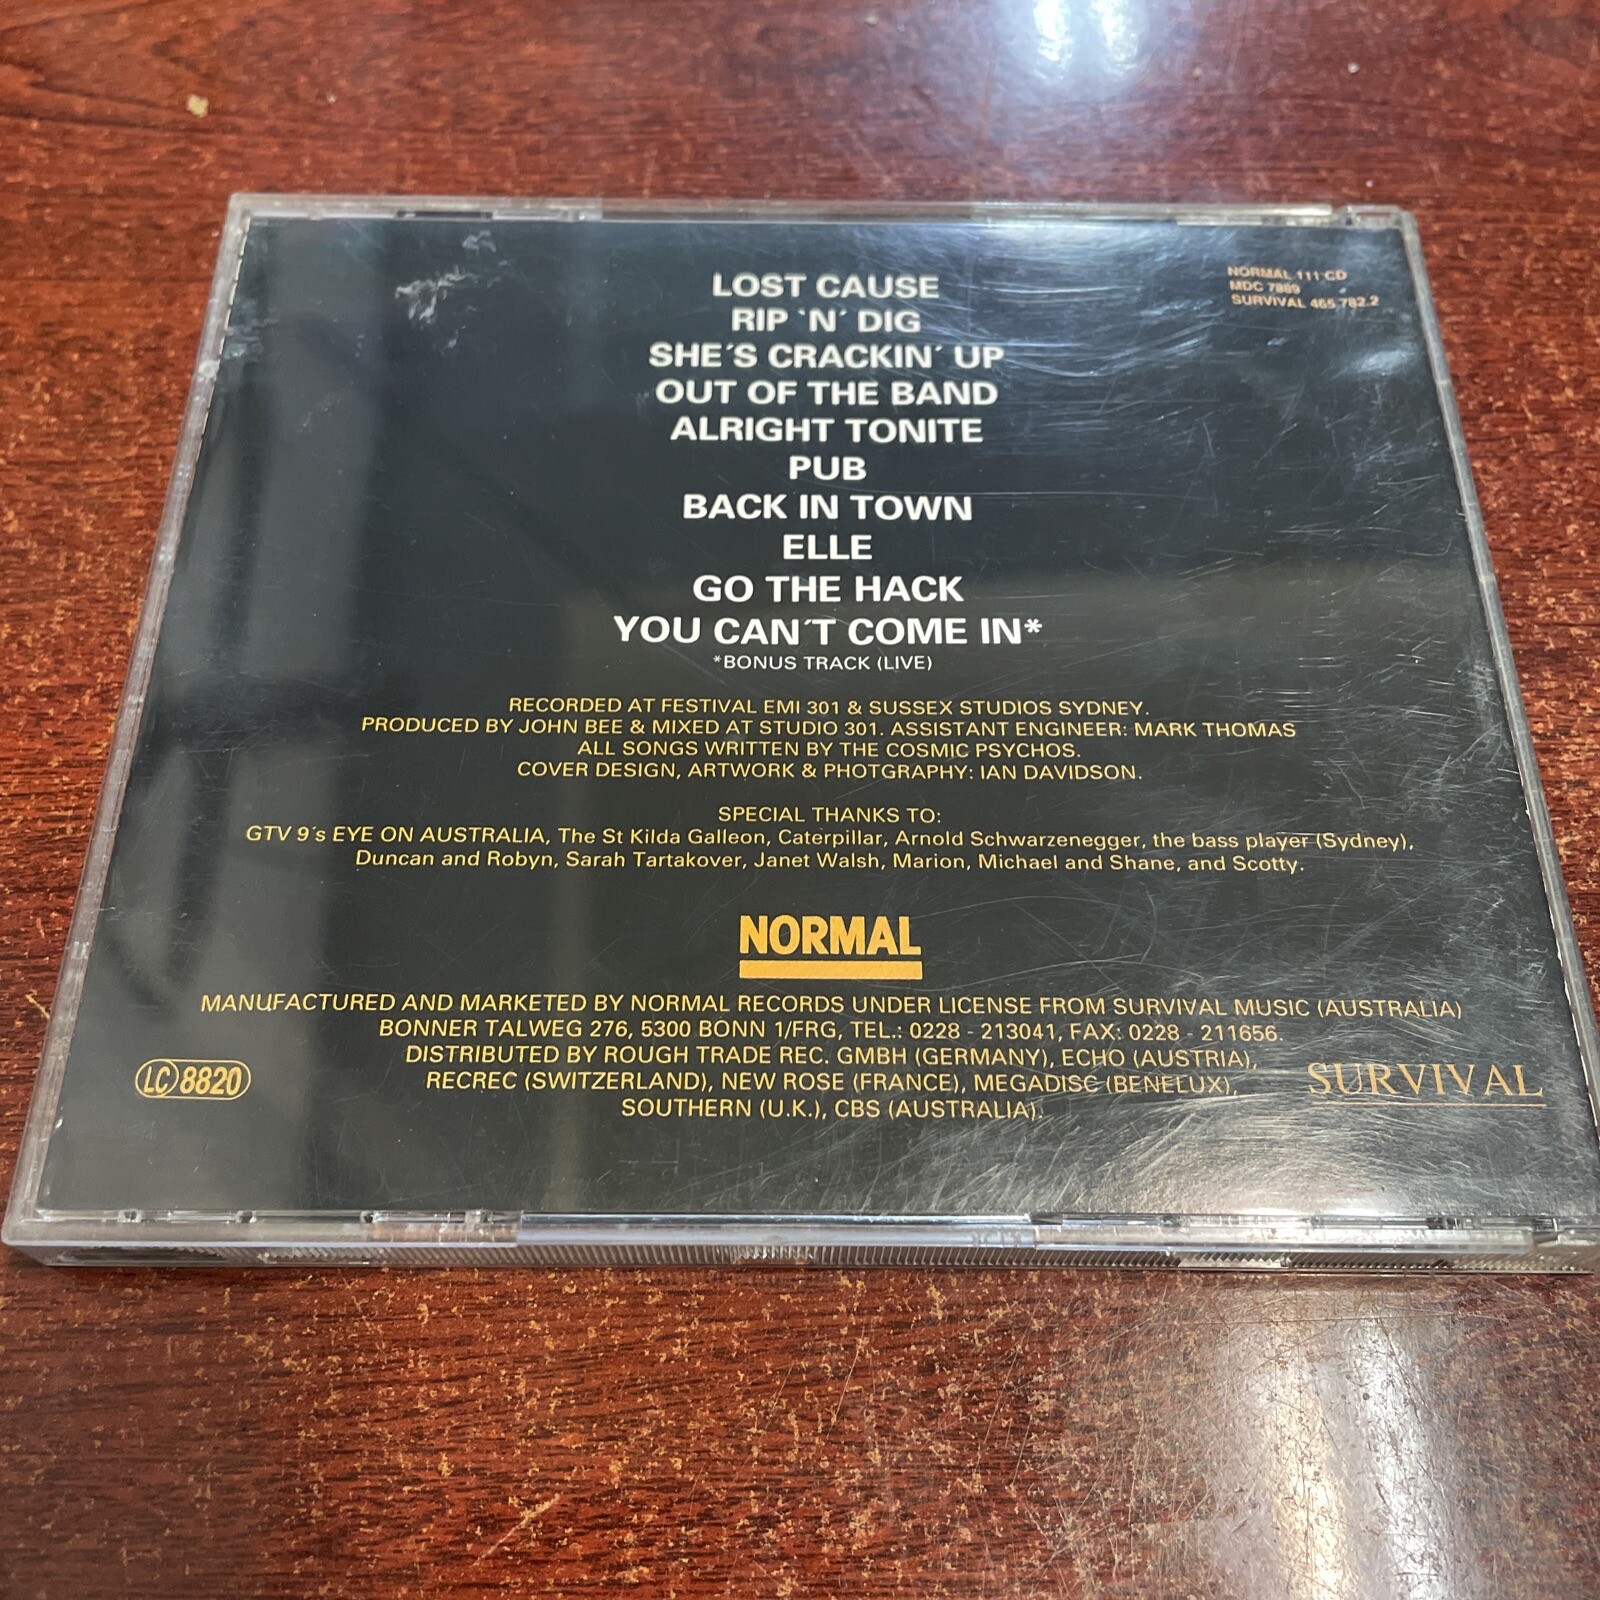 LOST CAUSE
RIP `N´ DIG
SHE´S CRACKIN´ UP
OUT OF THE BAND
ALRIGHT TONITE
PUB
BACK IN TOWN
ELLE
GO THE HACK
YOU CAN´T COME IN*
*BONUS TRACK (LIVE)
NORMAL 111 CD
MDC 7889
SURVIVAL 465 782.2
RECORDED AT FESTIVAL EMI 301 & SUSSEX STUDIOS SYDNEY.
PRODUCED BY JOHN BEE & MIXED AT STUDIO 301. ASSISTANT ENGINEER: MARK THOMAS
ALL SONGS WRITTEN BY THE COSMIC PSYCHOS.
COVER DESIGN, ARTWORK & PHOTGRAPHY: IAN DAVIDSON.
SPECIAL THANKS TO:
GTV 9´s EYE ON AUSTRALIA, The St Kilda Galleon, Caterpillar, Arnold Schwarzenegger, the bass player (Sydney),
Duncan and Robyn, Sarah Tartakover, Janet Walsh, Marion, Michael and Shane, and Scotty.
NORMAL
MANUFACTURED AND MARKETED BY NORMAL RECORDS UNDER LICENSE FROM SURVIVAL MUSIC (AUSTRALIA)
BONNER TALWEG 276, 5300 BONN 1/FRG, TEL.: 0228 - 213041, FAX: 0228 - 211656.
DISTRIBUTED BY ROUGH TRADE REC. GMBH (GERMANY), ECHO (AUSTRIA),
RECREC (SWITZERLAND), NEW ROSE (FRANCE), MEGADISC (BENELUX),
SOUTHERN (U.K.), CBS (AUSTRALIA).
LC 8820
SURVIVAL